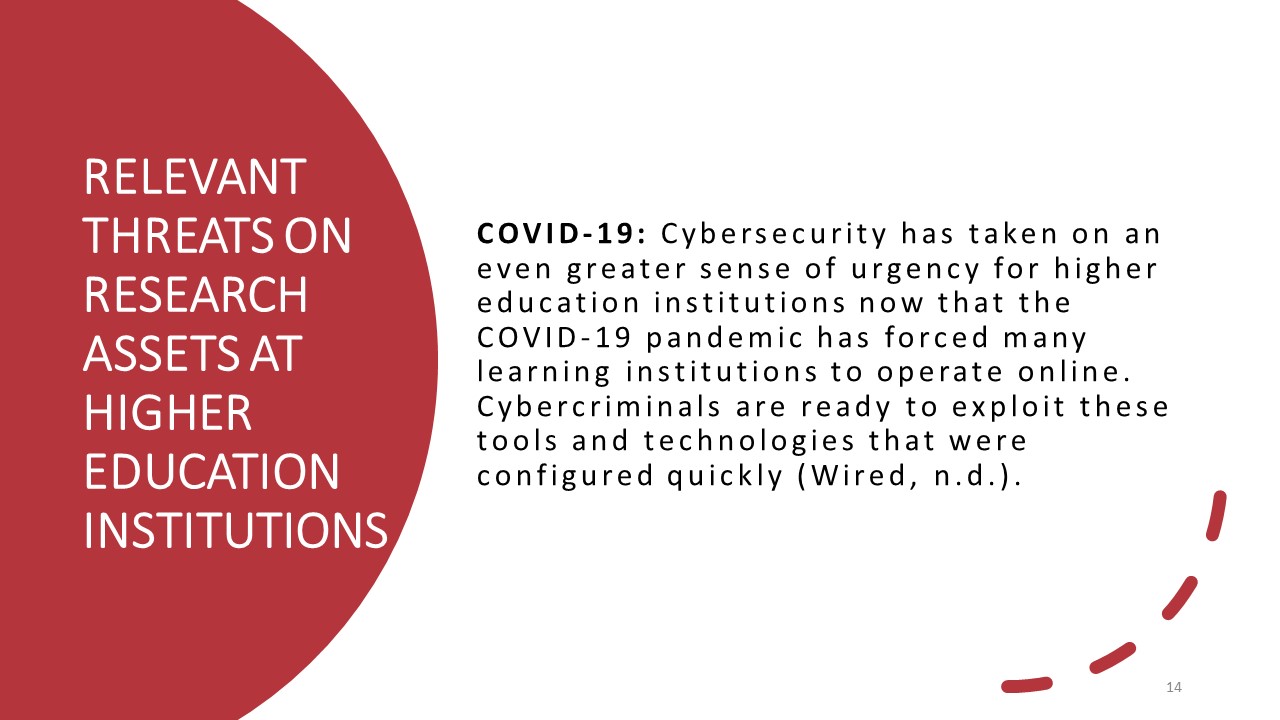 RELEVANT
THREATS ON
RESEARCH
ASSETS AT
HIGHER
EDUCATION
INSTITUTIONS
COVID-19: Cybersecurity has taken on an
even greater sense of urgency for higher
education institutions now that the
COVID-19 pandemic has forced many
learning institutions to operate online.
Cybercriminals are ready to exploit these
tools and technologies that were
configured quickly (Wired, n.d.).
14